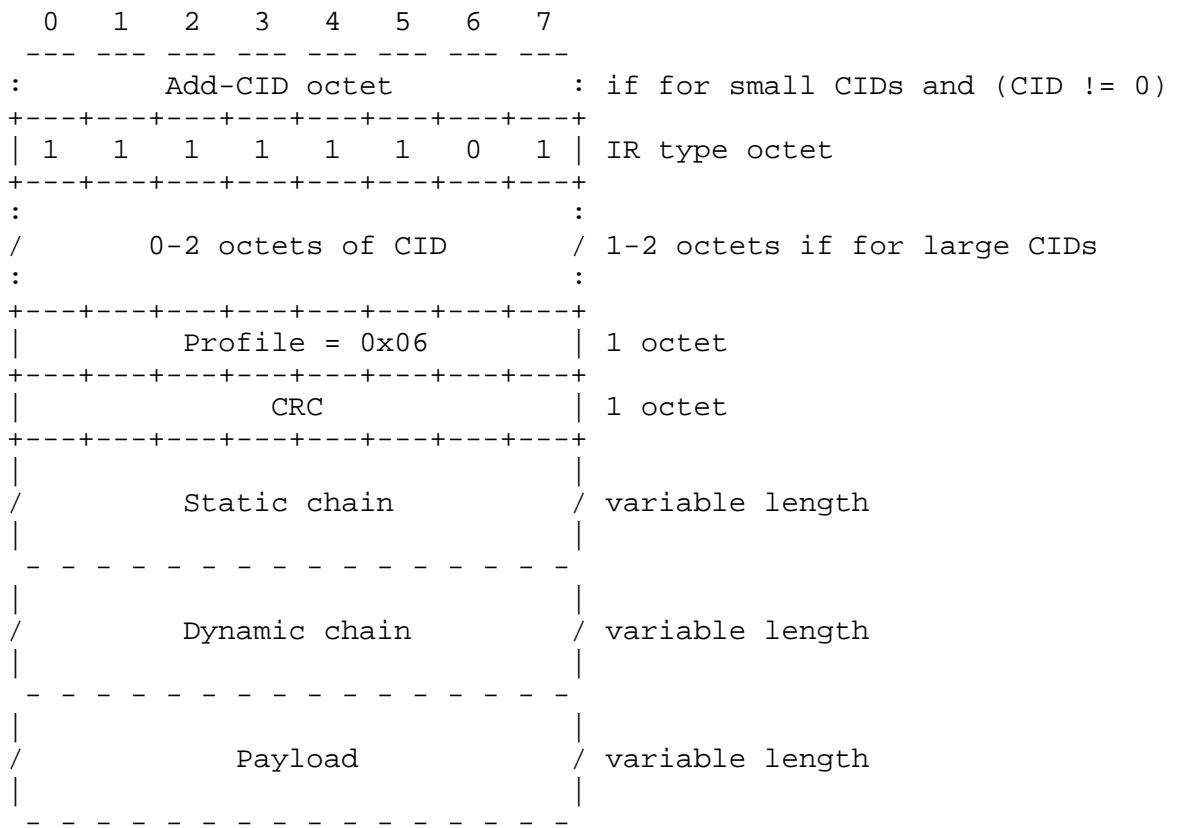 0   1   2   3   4   5   6   7
 --- --- --- --- --- --- --- ---
:         Add-CID octet         : if for small CIDs and (CID != 0)
+---+---+---+---+---+---+---+---+
| 1   1   1   1   1   1   0   1 | IR type octet
+---+---+---+---+---+---+---+---+
:                               :
/       0-2 octets of CID       / 1-2 octets if for large CIDs
:                               :
+---+---+---+---+---+---+---+---+
|         Profile = 0x06        | 1 octet
+---+---+---+---+---+---+---+---+
|              CRC              | 1 octet
+---+---+---+---+---+---+---+---+
|                               |
/         Static chain          / variable length
|                               |
 - - - - - - - - - - - - - - - -
|                               |
/         Dynamic chain         / variable length
|                               |
 - - - - - - - - - - - - - - - -
|                               |
/            Payload            / variable length
|                               |
 - - - - - - - - - - - - - - - -